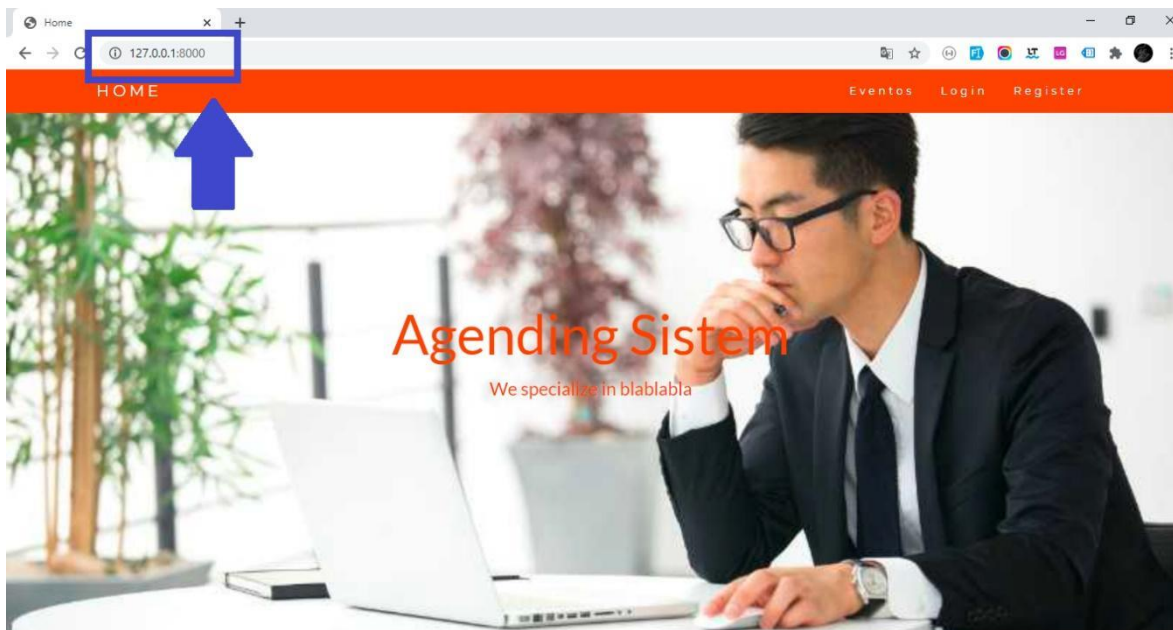 Home
127.0.0.1:8000
HOME
Eventos Login Register
Agending Sistem
We specialize in blablabla